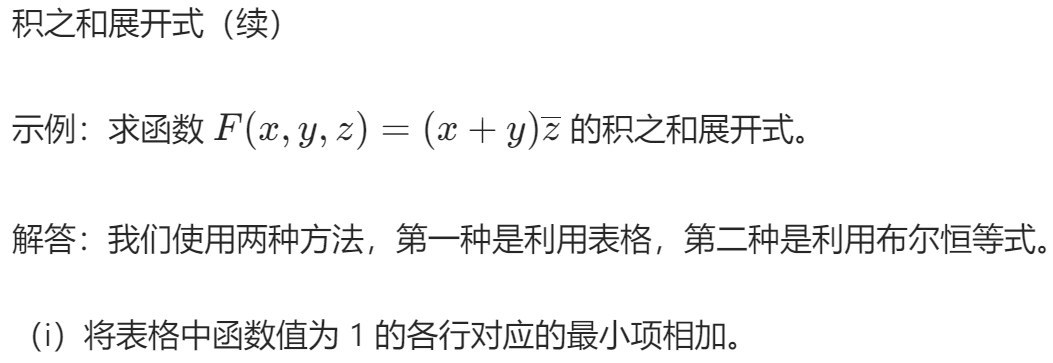 积之和展开式（续）
示例：求函数 $F(x, y, z) = (x + y)\overline{z}$ 的积之和展开式。
解答：我们使用两种方法，第一种是利用表格，第二种是利用布尔恒等式。
（i）将表格中函数值为 1 的各行对应的最小项相加。